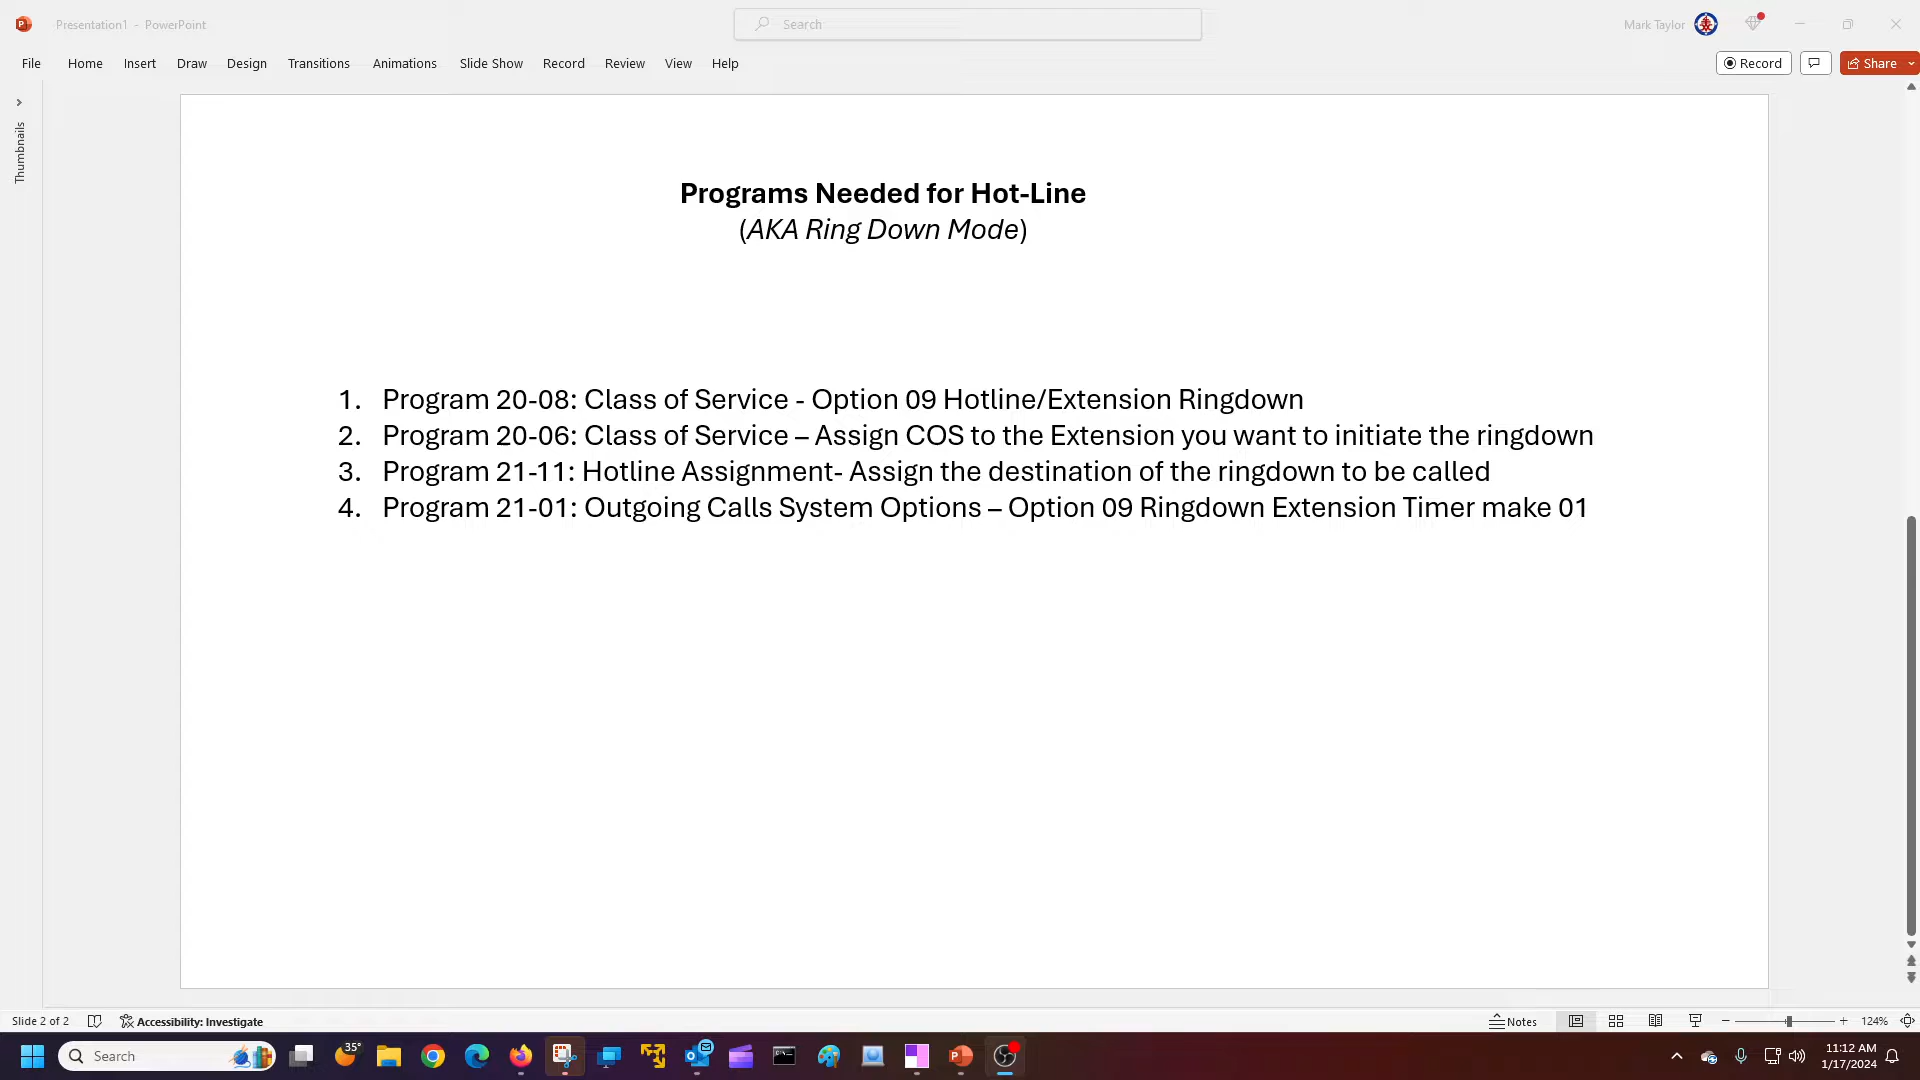 Presentation1 - PowerPoint
Search
Mark Taylor
File Home Insert Draw Design Transitions Animations Slide Show Record Review View Help
Record
Share
Thumbnails
Programs Needed for Hot-Line
(AKA Ring Down Mode)
1. Program 20-08: Class of Service - Option 09 Hotline/Extension Ringdown
2. Program 20-06: Class of Service – Assign COS to the Extension you want to initiate the ringdown
3. Program 21-11: Hotline Assignment- Assign the destination of the ringdown to be called
4. Program 21-01: Outgoing Calls System Options – Option 09 Ringdown Extension Timer make 01
Slide 2 of 2
Accessibility: Investigate
Notes
124%
Search
35°
11:12 AM
1/17/2024